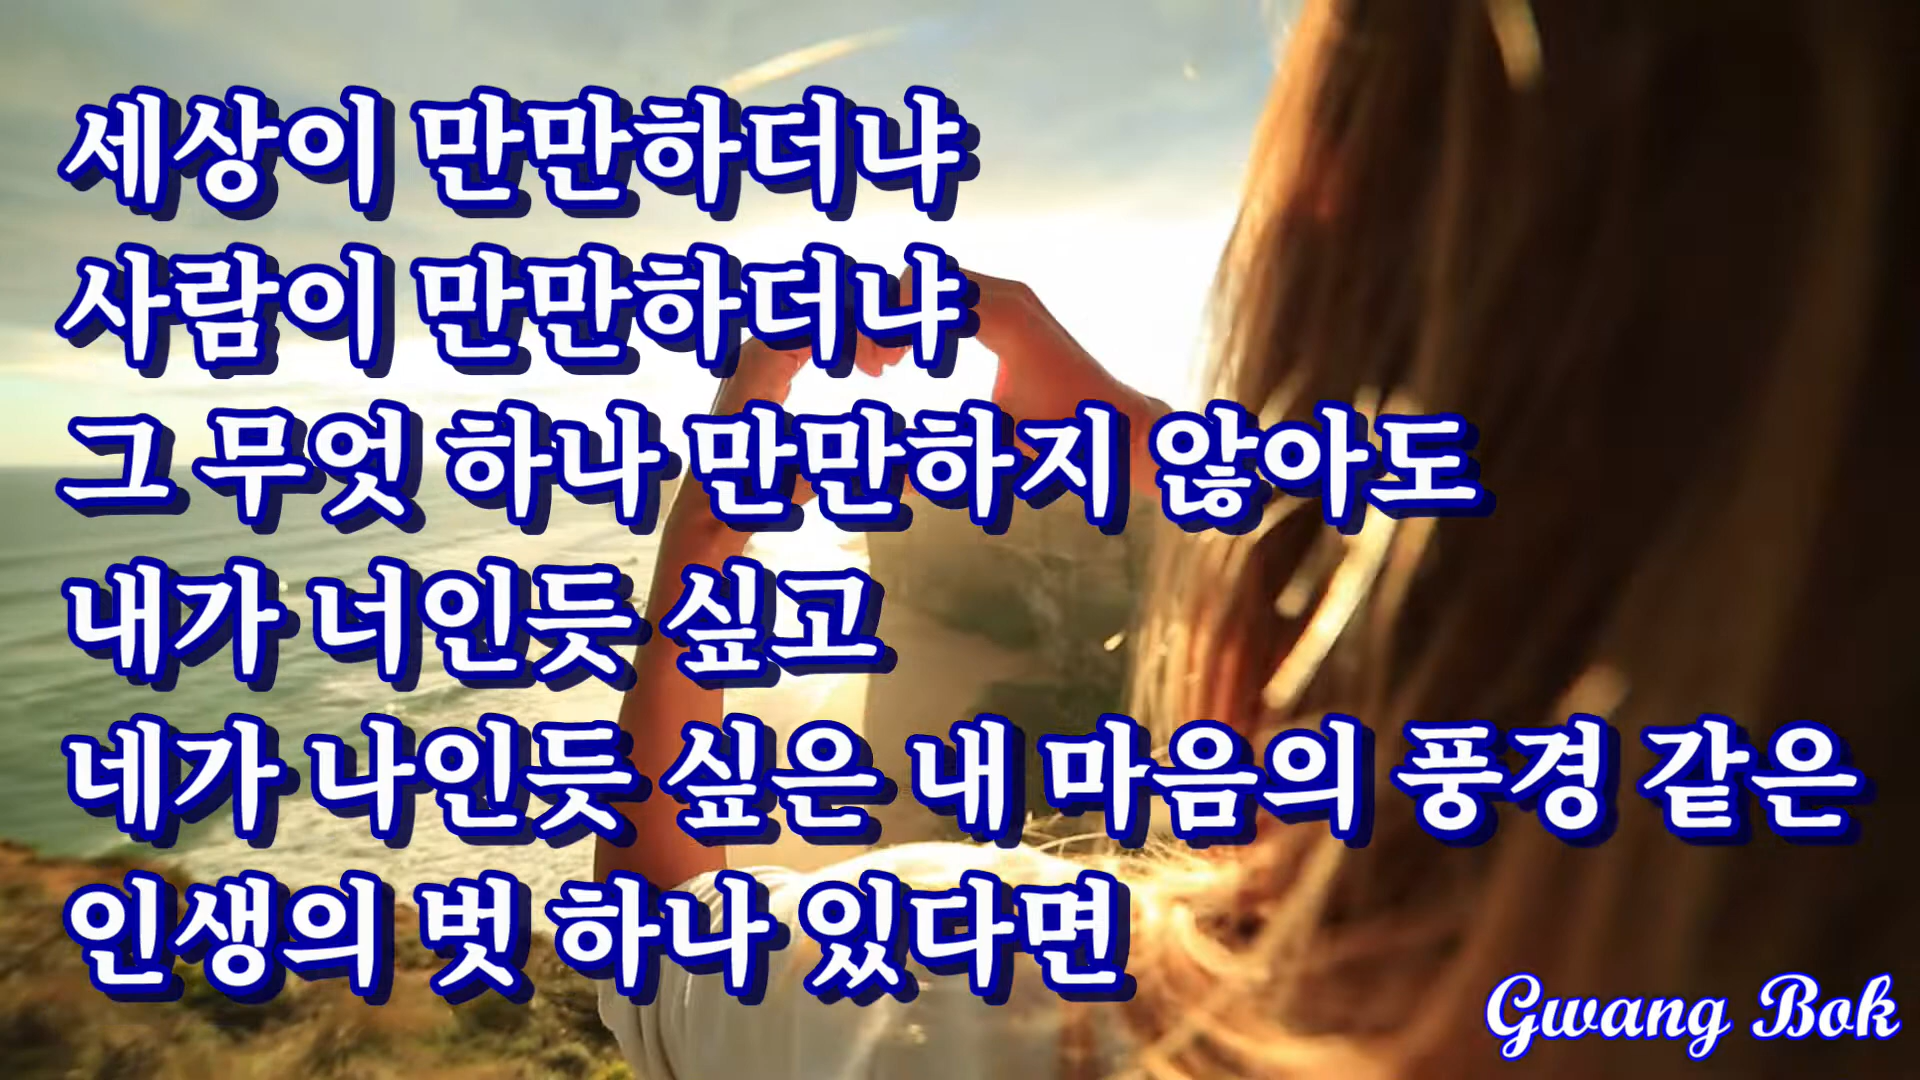 세상이 만만하더냐
사람이 만만하더냐
그 무엇 하나 만만하지 않아도
내가 너인듯 싶고
네가 나인듯 싶은 내 마음의 풍경 같은
인생의 벗 하나 있다면
Gwang Bok